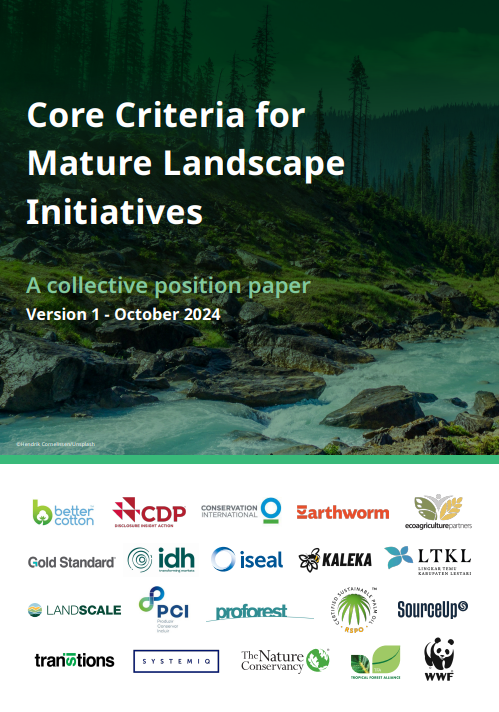 Core Criteria for
Mature Landscape
Initiatives
A collective position paper
Version 1 - October 2024
©Hendrik Cornelissen/Unsplash
better
cotton
CDP
DISCLOSURE INSIGHT ACTION
CONSERVATION
INTERNATIONAL
Earthworm
ecoagriculturepartners
Gold Standard
idh
transforming markets
iseal
KALEKA
LTKL
LINGKAR TEMU
KABUPATEN LESTARI
LANDSCALE
PCI
Produce
Conserve
Include
proforest
CERTIFIED SUSTAINABLE PALM OIL
RSPO
TM
SourceUp
transitions
SYSTEMIQ
The Nature
Conservancy
TROPICAL FOREST ALLIANCE
WWF